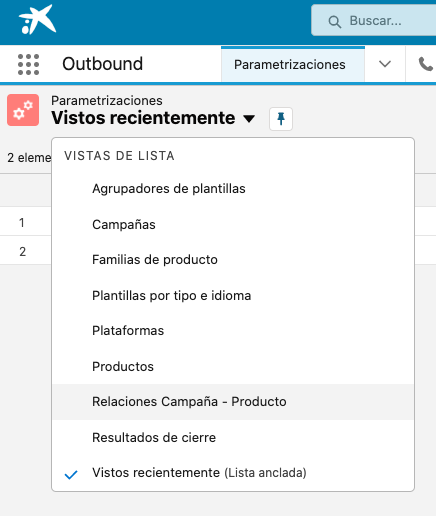 Buscar...
Outbound
Parametrizaciones
Parametrizaciones
Vistos recientemente
2 eleme
VISTAS DE LISTA
Agrupadores de plantillas
1
Campañas
2
Familias de producto
Plantillas por tipo e idioma
Plataformas
Productos
Relaciones Campaña - Producto
Resultados de cierre
Vistos recientemente (Lista anclada)